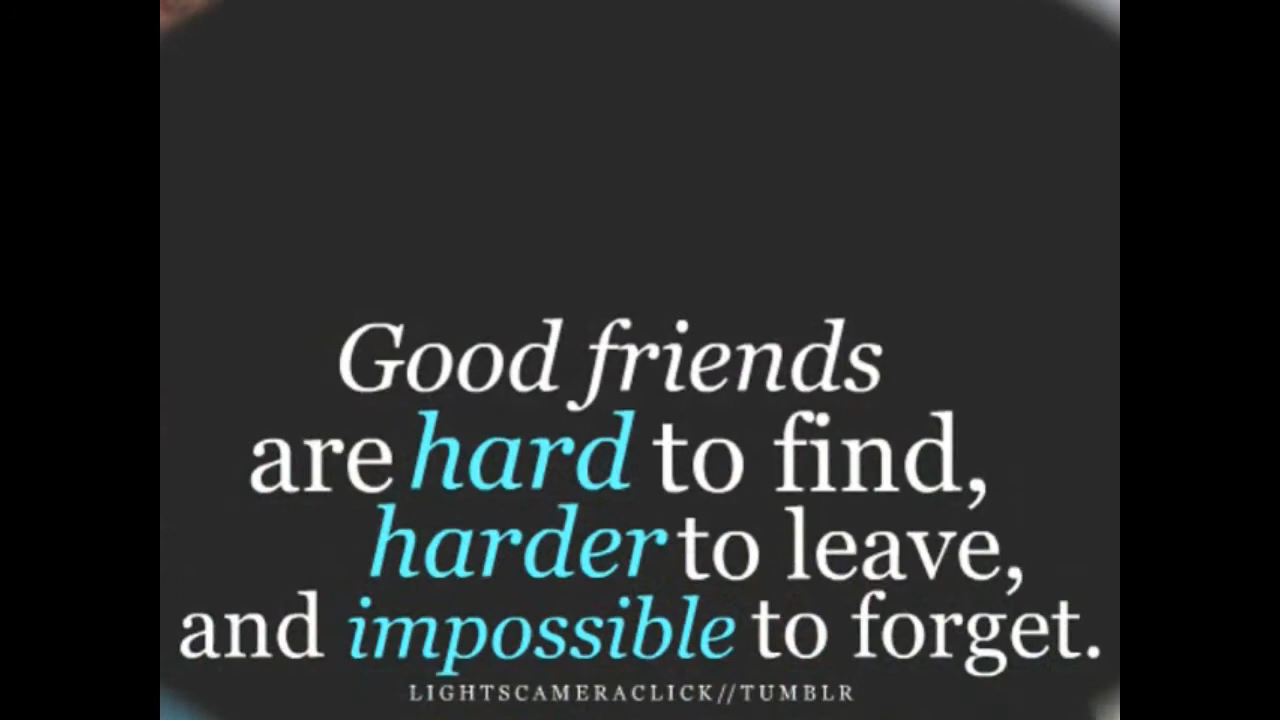 Good friends
are hard to find,
harder to leave,
and impossible to forget.
LIGHTSCAMERACLICK//TUMBLR